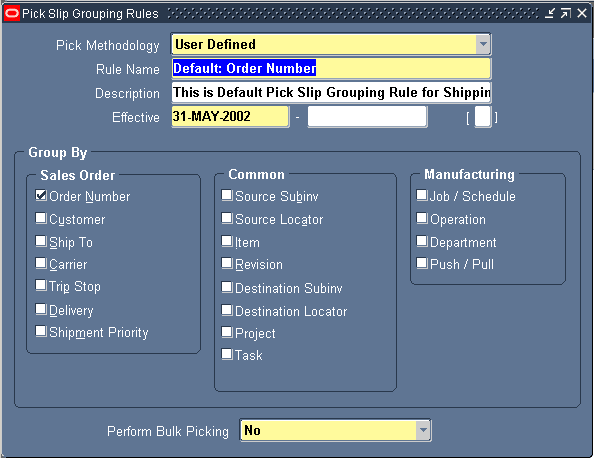 Pick Slip Grouping Rules
Pick Methodology User Defined
Rule Name Default: Order Number
Description This is Default Pick Slip Grouping Rule for Shippin
Effective 31-MAY-2002 - [ ]
Group By
Sales Order
Order Number
Customer
Ship To
Carrier
Trip Stop
Delivery
Shipment Priority
Common
Source Subinv
Source Locator
Item
Revision
Destination Subinv
Destination Locator
Project
Task
Manufacturing
Job / Schedule
Operation
Department
Push / Pull
Perform Bulk Picking No